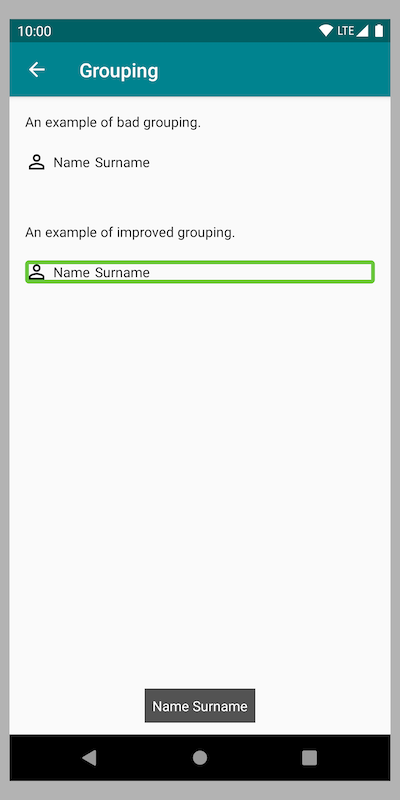 10:00 LTE
Grouping
An example of bad grouping.
Name Surname
An example of improved grouping.
Name Surname
Name Surname